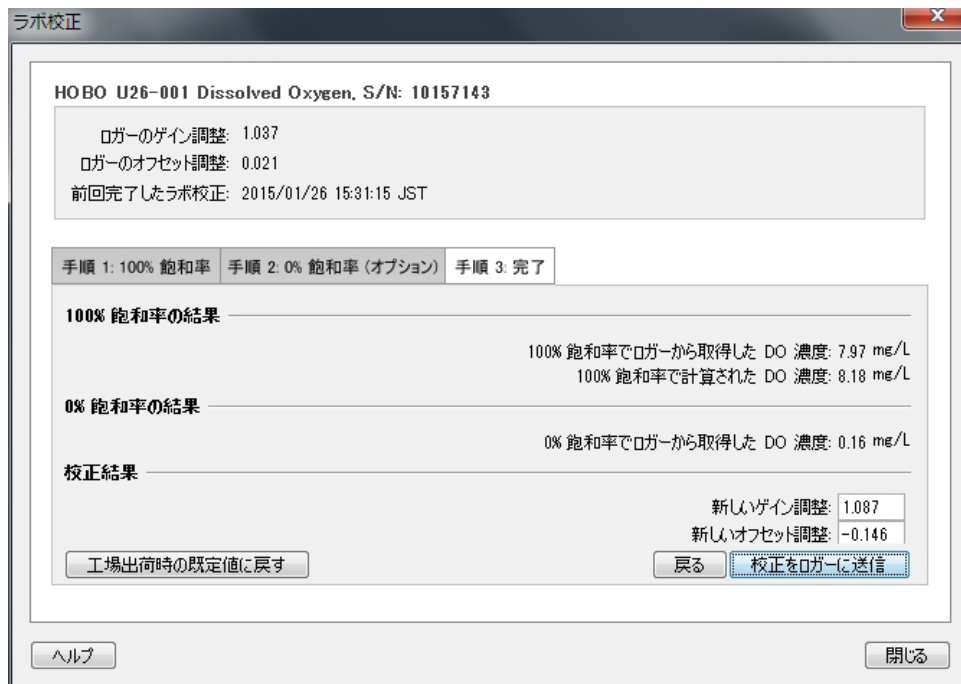 ラボ校正
HOBO U26-001 Dissolved Oxygen, S/N: 10157143
ロガーのゲイン調整: 1.037
ロガーのオフセット調整: 0.021
前回完了したラボ校正: 2015/01/26 15:31:15 JST
手順 1: 100% 飽和率 手順 2: 0% 飽和率 (オプション) 手順 3: 完了
100% 飽和率の結果
100% 飽和率でロガーから取得した DO 濃度: 7.97 mg/L
100% 飽和率で計算された DO 濃度: 8.18 mg/L
0% 飽和率の結果
0% 飽和率でロガーから取得した DO 濃度: 0.16 mg/L
校正結果
新しいゲイン調整: 1.087
新しいオフセット調整: -0.146
工場出荷時の既定値に戻す 戻る 校正をロガーに送信
ヘルプ 閉じる